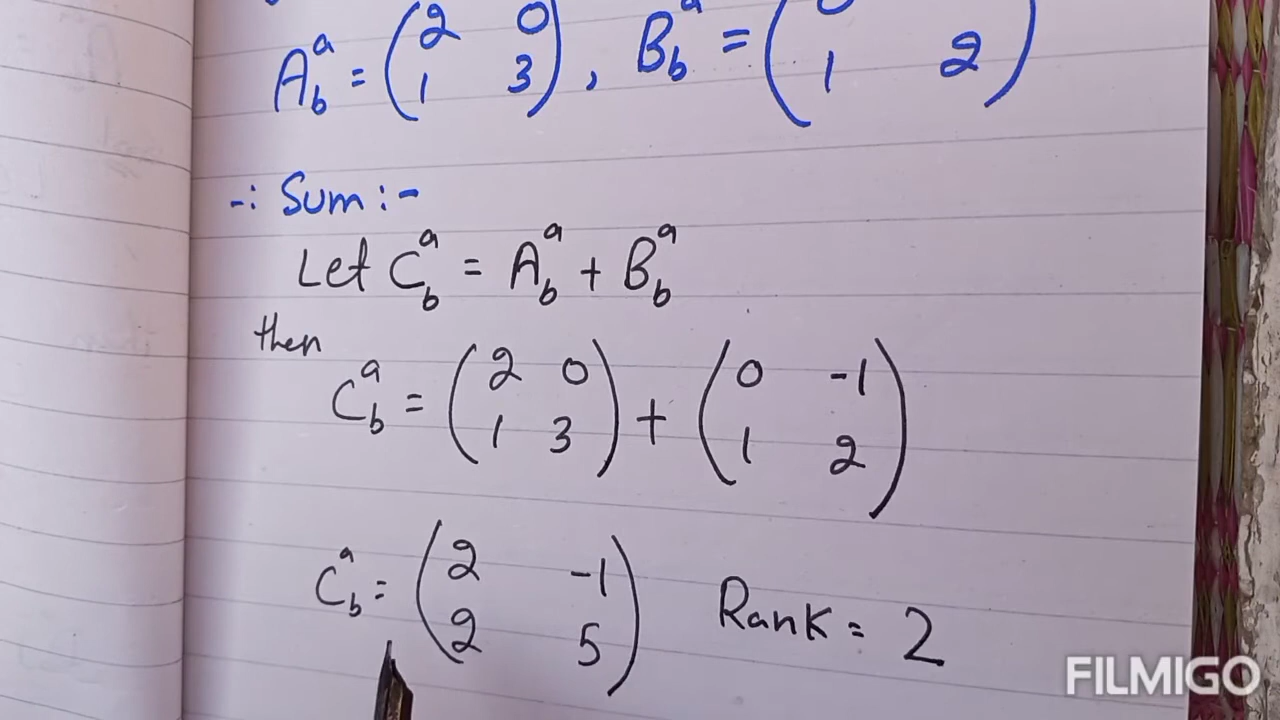 A^a_b = (2 0
1 3), B^a_b = (0
1 2)
-: Sum :-
Let C^a_b = A^a_b + B^a_b
then
C^a_b = (2 0
1 3) + (0 -1
1 2)
C^a_b = (2 -1
2 5) Rank = 2
FILMIGO